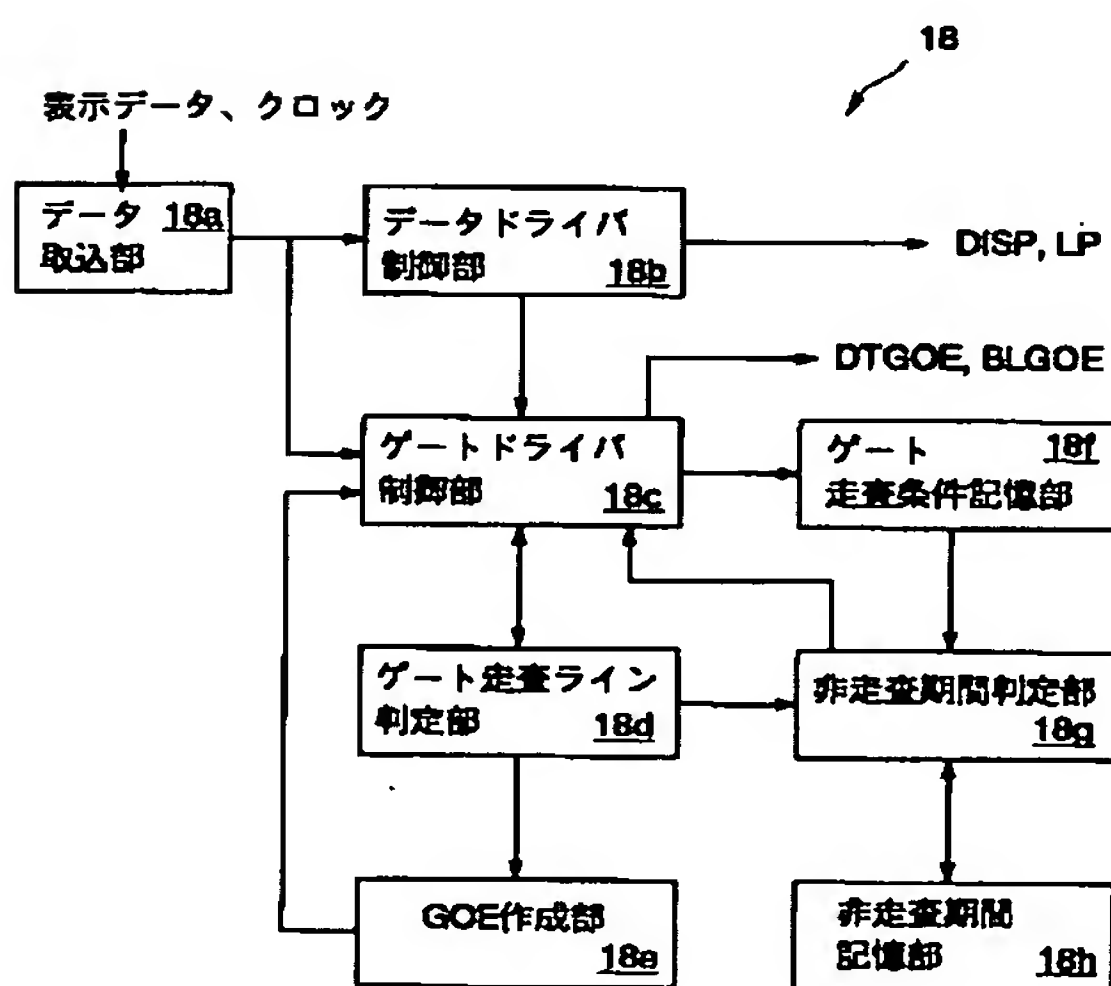 18
表示データ、クロック
データ 18a
取込部
データドライバ
制御部 18b
DISP, LP
DTGOE, BLGOE
ゲートドライバ
制御部 18c
ゲート 18f
走査条件記憶部
ゲート走査ライン
判定部 18d
非走査期間判定部
18g
GOE作成部
18e
非走査期間
記憶部 18h